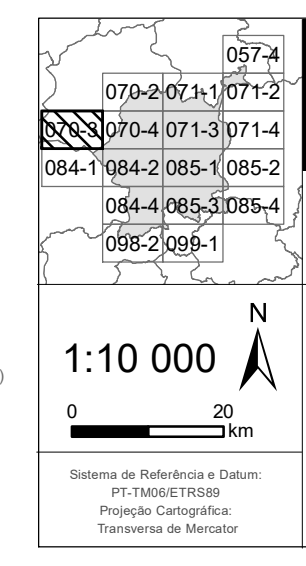 057-4
070-2 071-1 071-2
070-3 070-4 071-3 071-4
084-1 084-2 085-1 085-2
084-4 085-3 085-4
098-2 099-1
N
1:10 000
0 20
km
Sistema de Referência e Datum:
PT-TM06/ETRS89
Projeção Cartográfica:
Transversa de Mercator
)